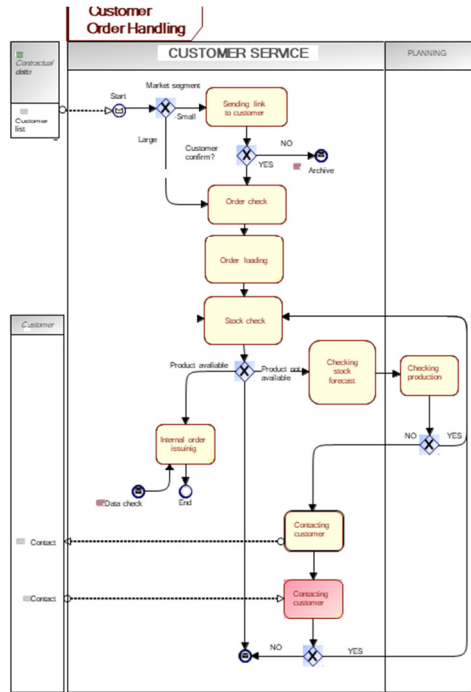 Customer
Order Handling
Contractual
data
CUSTOMER SERVICE
PLANNING
Customer
list
Start
Market segment
Small
Large
Sending link
to customer
Customer
confirm?
NO
YES
Archive
Order check
Order loading
Customer
Stock check
Product avaliable
Product not
available
Checking
stock
forecast
Checking
production
NO
YES
Internal order
issuinig
Data check
End
Contact
Contacting
customer
Contact
Contacting
customer
NO
YES